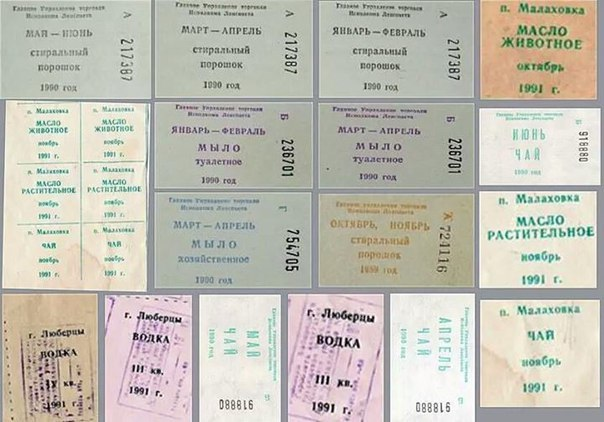 Главное Управление торговли
Исполкома Ленсовета
МАЙ — ИЮНЬ
стиральный
порошок
1990 год
А
217387
Главное Управление торговли
Исполкома Ленсовета
МАРТ — АПРЕЛЬ
стиральный
порошок
1990 год
А
217387
Главное Управление торговли
Исполкома Ленсовета
ЯНВАРЬ — ФЕВРАЛЬ
стиральный
порошок
1990 год
А
217387
п. Малаховка
МАСЛО
ЖИВОТНОЕ
октябрь
1991 г.
п. Малаховка
МАСЛО
ЖИВОТНОЕ
ноябрь
1991 г.
п. Малаховка
МАСЛО
ЖИВОТНОЕ
ноябрь
1991 г.
п. Малаховка
МАСЛО
РАСТИТЕЛЬНОЕ
ноябрь
1991 г.
п. Малаховка
МАСЛО
РАСТИТЕЛЬНОЕ
ноябрь
1991 г.
п. Малаховка
ЧАЙ
ноябрь
1991 г.
п. Малаховка
ЧАЙ
ноябрь
1991 г.
Главное Управление торговли
Исполкома Ленсовета
ЯНВАРЬ — ФЕВРАЛЬ
МЫЛО
туалетное
1990 год
Б
236701
Главное Управление торговли
Исполкома Ленсовета
МАРТ — АПРЕЛЬ
МЫЛО
туалетное
1990 год
Б
236701
ИЮНЬ
ЧАЙ
1990 год
Б
918880
Главное Управление торговли
Исполкома Ленсовета
МАРТ — АПРЕЛЬ
МЫЛО
хозяйственное
1990 год
Г
754705
Главное управление торговли
Исполкома Ленсовета
ОКТЯБРЬ, НОЯБРЬ
стиральный
порошок
1989 год
Ж
724116
п. Малаховка
МАСЛО
РАСТИТЕЛЬНОЕ
ноябрь
1991 г.
г. Люберцы
ВОДКА
IV кв.
1991 г.
г. Люберцы
ВОДКА
III кв.
1991 г.
МАЙ
ЧАЙ
1990 год
Б
918880
г. Люберцы
ВОДКА
III кв.
1991 г.
АПРЕЛЬ
ЧАЙ
1990 год
Б
918880
п. Малаховка
ЧАЙ
ноябрь
1991 г.